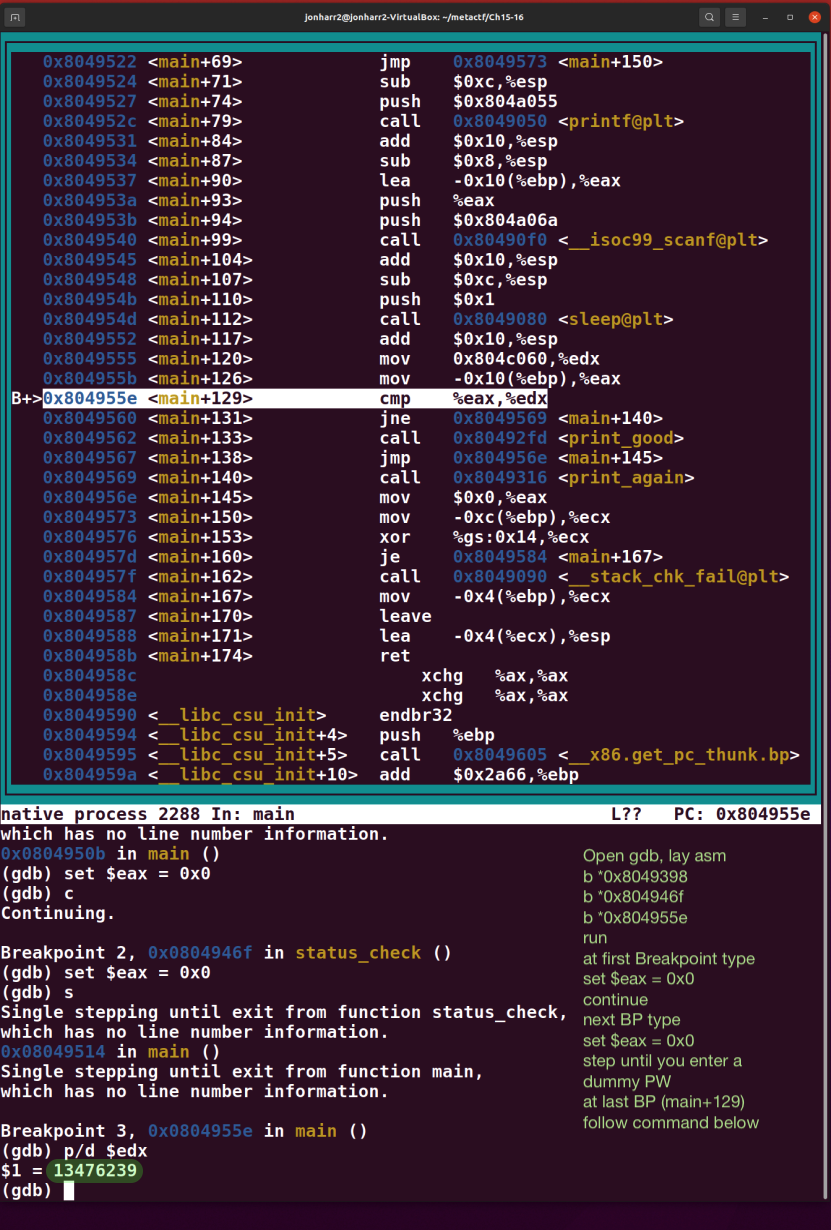 jonharr2@jonharr2-VirtualBox: ~/metactf/Ch15-16
0x8049522 <main+69> jmp 0x8049573 <main+150>
0x8049524 <main+71> sub $0xc,%esp
0x8049527 <main+74> push $0x804a055
0x804952c <main+79> call 0x8049050 <printf@plt>
0x8049531 <main+84> add $0x10,%esp
0x8049534 <main+87> sub $0x8,%esp
0x8049537 <main+90> lea -0x10(%ebp),%eax
0x804953a <main+93> push %eax
0x804953b <main+94> push $0x804a06a
0x8049540 <main+99> call 0x80490f0 <__isoc99_scanf@plt>
0x8049545 <main+104> add $0x10,%esp
0x8049548 <main+107> sub $0xc,%esp
0x804954b <main+110> push $0x1
0x804954d <main+112> call 0x8049080 <sleep@plt>
0x8049552 <main+117> add $0x10,%esp
0x8049555 <main+120> mov 0x804c060,%edx
0x804955b <main+126> mov -0x10(%ebp),%eax
B+>0x804955e <main+129> cmp %eax,%edx
0x8049560 <main+131> jne 0x8049569 <main+140>
0x8049562 <main+133> call 0x80492fd <print_good>
0x8049567 <main+138> jmp 0x804956e <main+145>
0x8049569 <main+140> call 0x8049316 <print_again>
0x804956e <main+145> mov $0x0,%eax
0x8049573 <main+150> mov -0xc(%ebp),%ecx
0x8049576 <main+153> xor %gs:0x14,%ecx
0x804957d <main+160> je 0x8049584 <main+167>
0x804957f <main+162> call 0x8049090 <__stack_chk_fail@plt>
0x8049584 <main+167> mov -0x4(%ebp),%ecx
0x8049587 <main+170> leave
0x8049588 <main+171> lea -0x4(%ecx),%esp
0x804958b <main+174> ret
0x804958c xchg %ax,%ax
0x804958e xchg %ax,%ax
0x8049590 <__libc_csu_init> endbr32
0x8049594 <__libc_csu_init+4> push %ebp
0x8049595 <__libc_csu_init+5> call 0x8049605 <__x86.get_pc_thunk.bp>
0x804959a <__libc_csu_init+10> add $0x2a66,%ebp
native process 2288 In: main L?? PC: 0x804955e
which has no line number information.
0x0804950b in main ()
(gdb) set $eax = 0x0
(gdb) c
Continuing.
Breakpoint 2, 0x0804946f in status_check ()
(gdb) set $eax = 0x0
(gdb) s
Single stepping until exit from function status_check,
which has no line number information.
0x08049514 in main ()
Single stepping until exit from function main,
which has no line number information.
Breakpoint 3, 0x0804955e in main ()
(gdb) p/d $edx
$1 = 13476239
(gdb)
Open gdb, lay asm
b *0x8049398
b *0x804946f
b *0x804955e
run
at first Breakpoint type
set $eax = 0x0
continue
next BP type
set $eax = 0x0
step until you enter a
dummy PW
at last BP (main+129)
follow command below